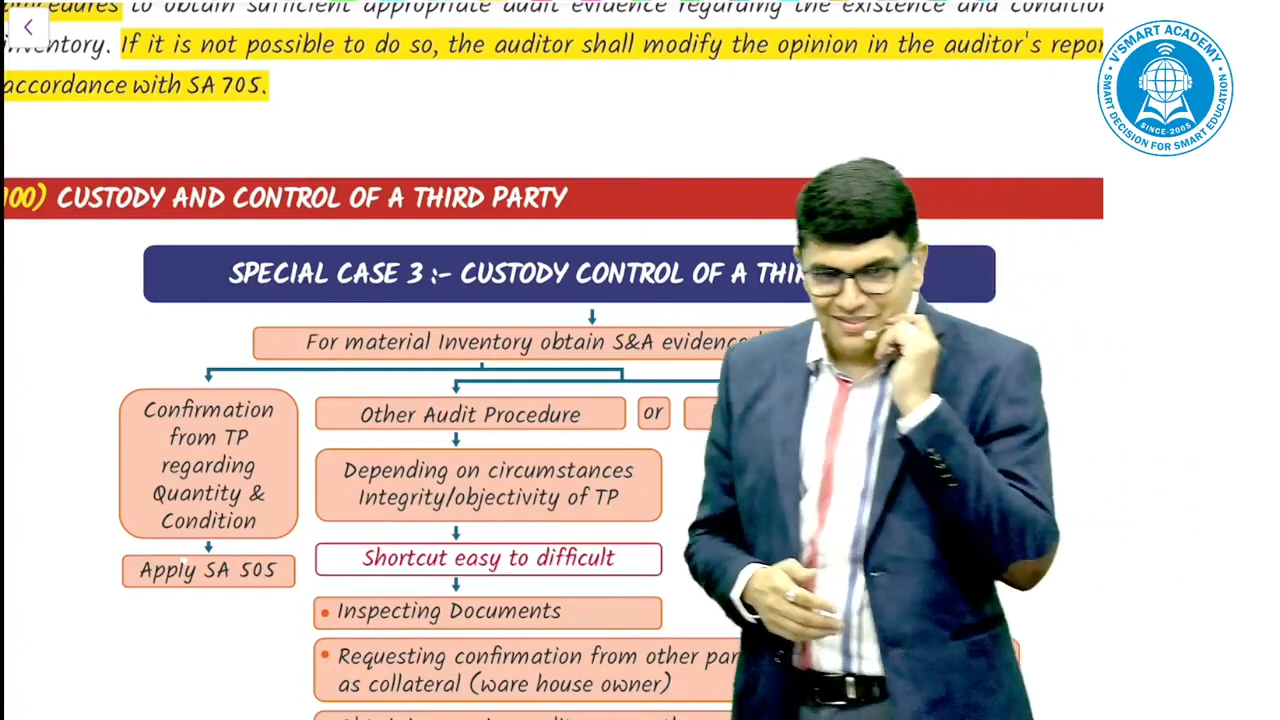 procedures to obtain sufficient appropriate audit evidence regarding the existence and condition
inventory. If it is not possible to do so, the auditor shall modify the opinion in the auditor's repor
accordance with SA 705.
V'SMART ACADEMY
SMART DECISION FOR SMART EDUCATION
SINCE-2005
100) CUSTODY AND CONTROL OF A THIRD PARTY
SPECIAL CASE 3 :- CUSTODY CONTROL OF A THI
For material Inventory obtain S&A evidence
Confirmation
from TP
regarding
Quantity &
Condition
Apply SA 505
Other Audit Procedure
or
Depending on circumstances
Integrity/objectivity of TP
Shortcut easy to difficult
• Inspecting Documents
• Requesting confirmation from other par
as collateral (ware house owner)